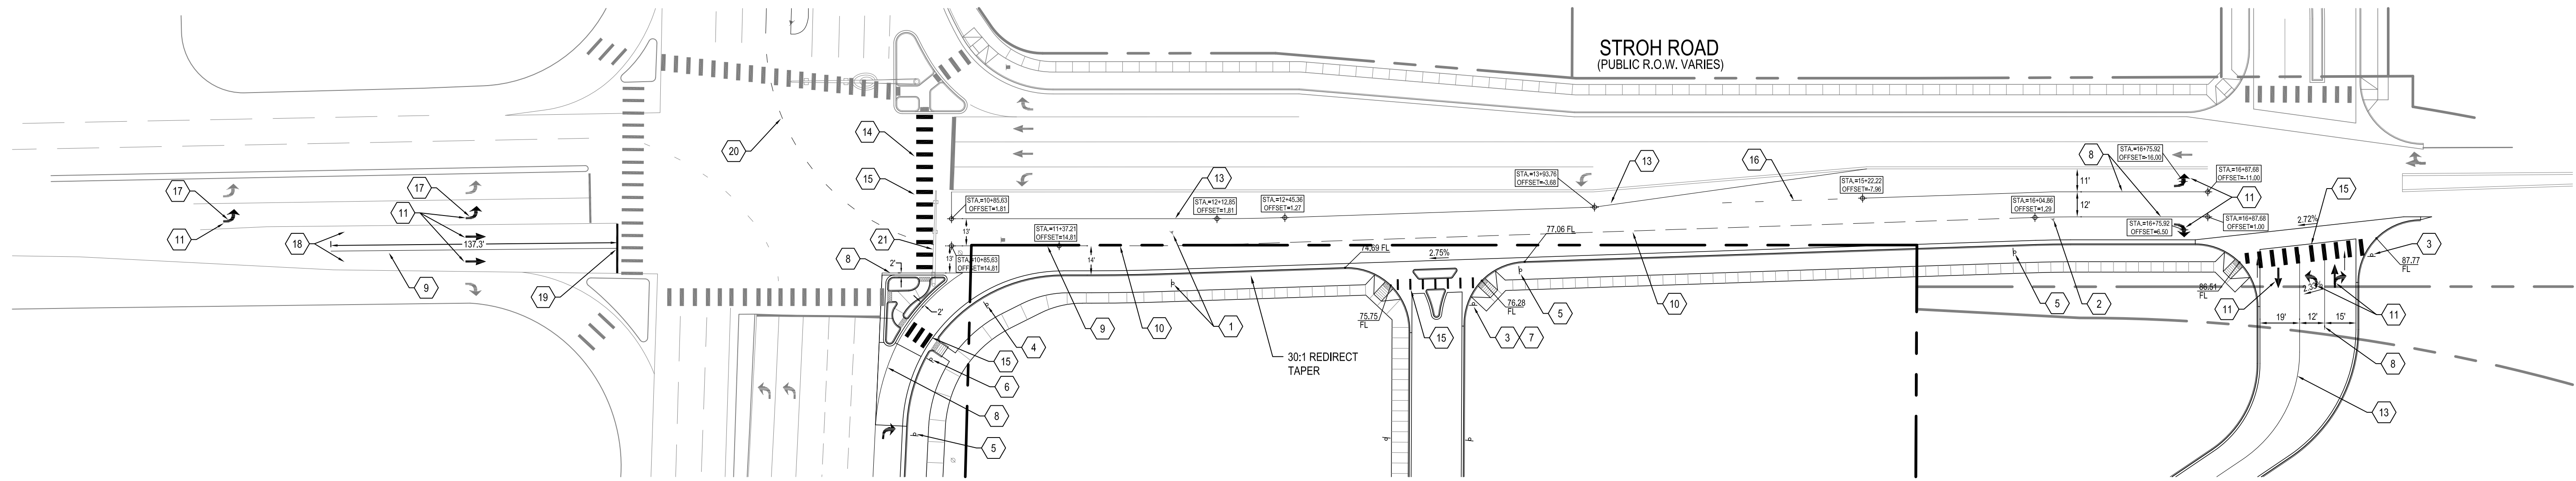 STROH ROAD
(PUBLIC R.O.W. VARIES)
14
20
15
13
16
8
13
15
17
17
11
11
18
137.3'
9
19
21
8
2'
2'
STA.=10+85.63
OFFSET=1.81
STA.=12+12.85
OFFSET=1.81
STA.=12+45.36
OFFSET=1.27
STA.=13+93.76
OFFSET=-3.68
STA.=15+22.22
OFFSET=-7.96
STA.=16+75.92
OFFSET=-16.00
STA.=16+87.68
OFFSET=-11.00
11'
12'
11
STA.=16+04.86
OFFSET=1.29
STA.=16+75.92
OFFSET=6.50
STA.=16+87.68
OFFSET=1.00
2.72%
13'
13'
STA.=10+85.63
OFFSET=14.81
STA.=11+37.21
OFFSET=14.81
14'
74.69 FL
2.75%
77.06 FL
3
87.77
FL
86.51
FL
11
11
19'
12'
15'
8
13
4
9
10
1
75.75
FL
76.28
FL
5
10
5
2
15
3
7
15
6
8
5
30:1 REDIRECT
TAPER